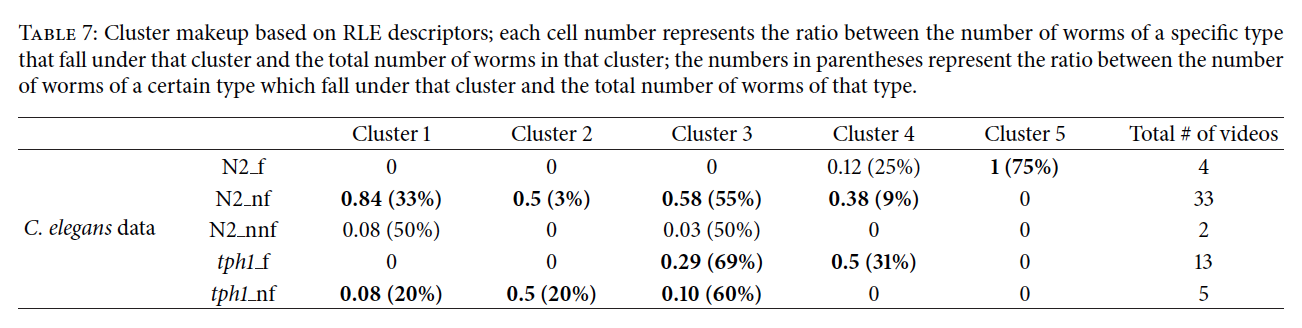 TABLE 7: Cluster makeup based on RLE descriptors; each cell number represents the ratio between the number of worms of a specific type
that fall under that cluster and the total number of worms in that cluster; the numbers in parentheses represent the ratio between the number
of worms of a certain type which fall under that cluster and the total number of worms of that type.
Cluster 1 Cluster 2 Cluster 3 Cluster 4 Cluster 5 Total # of videos
N2_f 0 0 0 0.12 (25%) 1 (75%) 4
N2_nf 0.84 (33%) 0.5 (3%) 0.58 (55%) 0.38 (9%) 0 33
C. elegans data N2_nnf 0.08 (50%) 0 0.03 (50%) 0 0 2
tph1_f 0 0 0.29 (69%) 0.5 (31%) 0 13
tph1_nf 0.08 (20%) 0.5 (20%) 0.10 (60%) 0 0 5